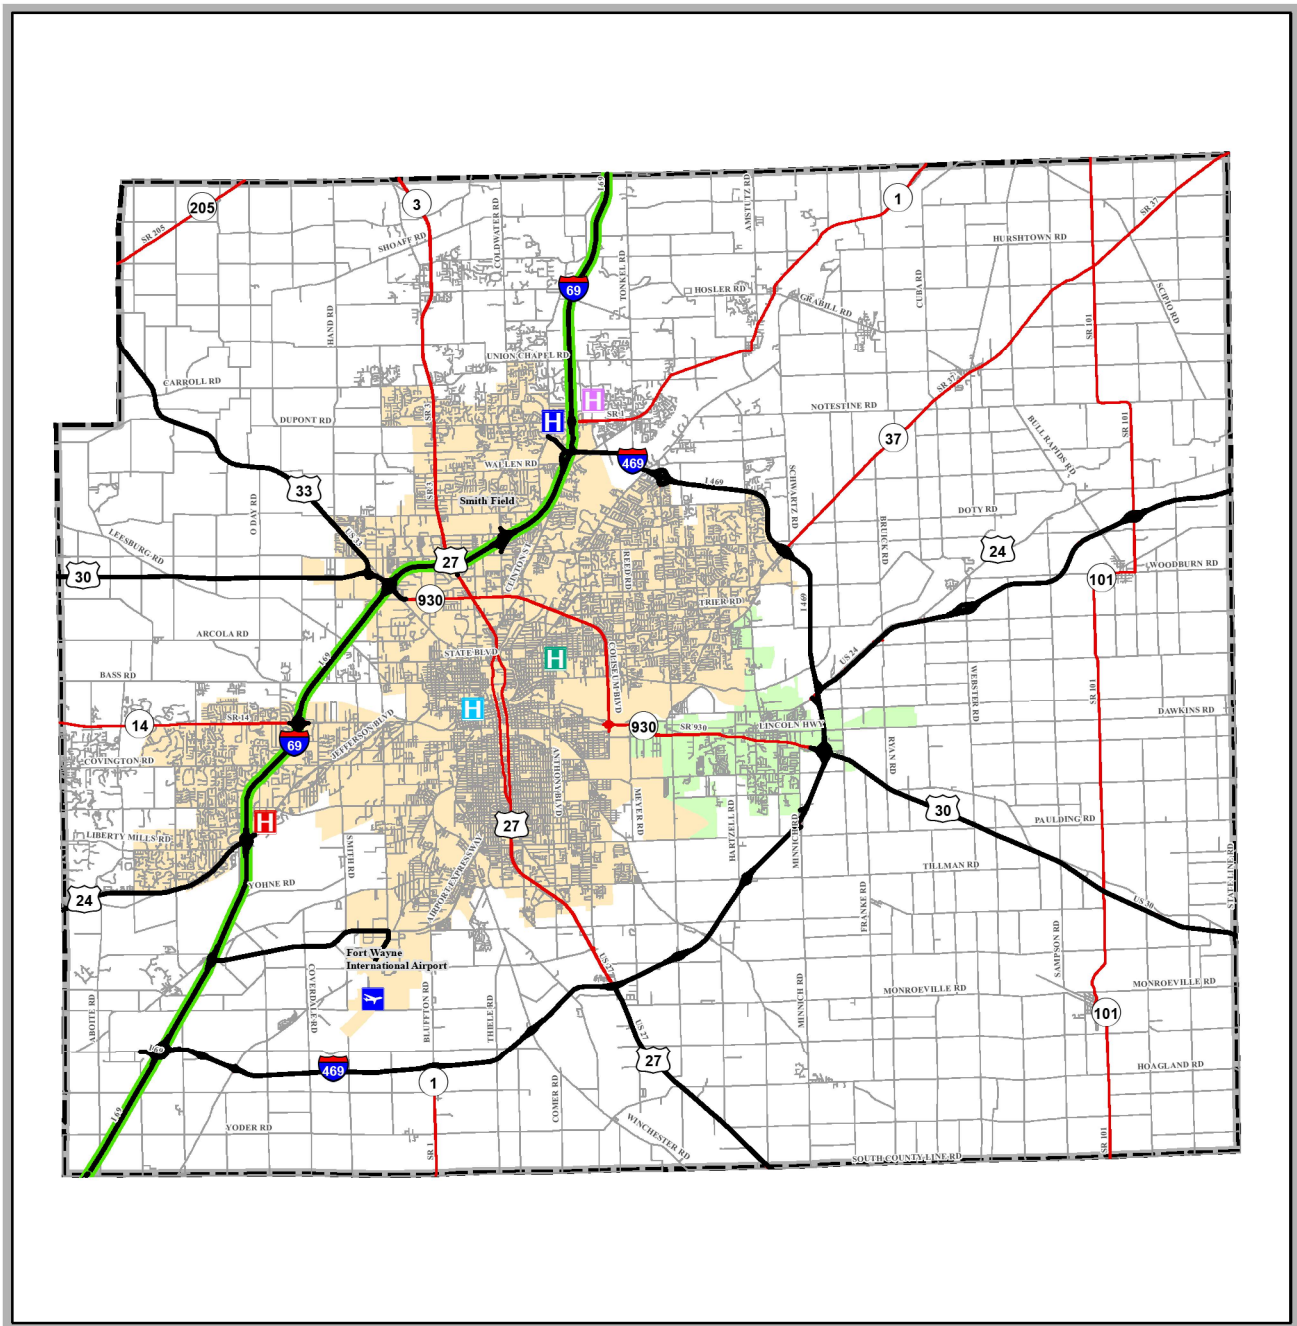 205
3
1
SR 205
SHOAFF RD
COLDWATER RD
I 69
AMSTUTZ RD
SR 37
HURSHTOWN RD
TONKEL RD
69
HOSLER RD
GRABILL RD
CUBA RD
SCIPIO RD
HAND RD
SR 101
UNION CHAPEL RD
CARROLL RD
SR 37
H
SR 3
SR 1
NOTESTINE RD
DUPONT RD
H
SR 101
BULL RAPIDS RD
37
469
WALLEN RD
SCHWARTZ RD
I 469
33
SR 3
Smith Field
O DAY RD
DOTY RD
US 33
BRUICK RD
24
LEESBURG RD
27
CLINTON ST
REED RD
WOODBURN RD
30
101
930
TRIER RD
I 469
ARCOLA RD
STATE BLVD
H
COLISEUM BLVD
US 24
I 69
BASS RD
WEBSTER RD
SR 101
H
DAWKINS RD
14
SR 14
JEFFERSON BLVD
930
SR 930
LINCOLN HWY
69
COVINGTON RD
RYAN RD
ANTHONY BLVD
MEYER RD
30
H
27
HARTZELL RD
MINNICH RD
PAULDING RD
LIBERTY MILLS RD
SMITH RD
AIRPORT EXPRESSWAY
TILLMAN RD
STATE LINE RD
YOHNE RD
24
FRANKE RD
US 30
SAMPSON RD
Fort Wayne
International Airport
US 27
COVERDALE RD
ABOITE RD
BLUFFTON RD
THIELE RD
MINNICH RD
MONROEVILLE RD
MONROEVILLE RD
101
US 27
I 69
27
469
1
HOAGLAND RD
COMER RD
I 69
YODER RD
WINCHESTER RD
SR 1
SR 101
SOUTH COUNTY LINE RD